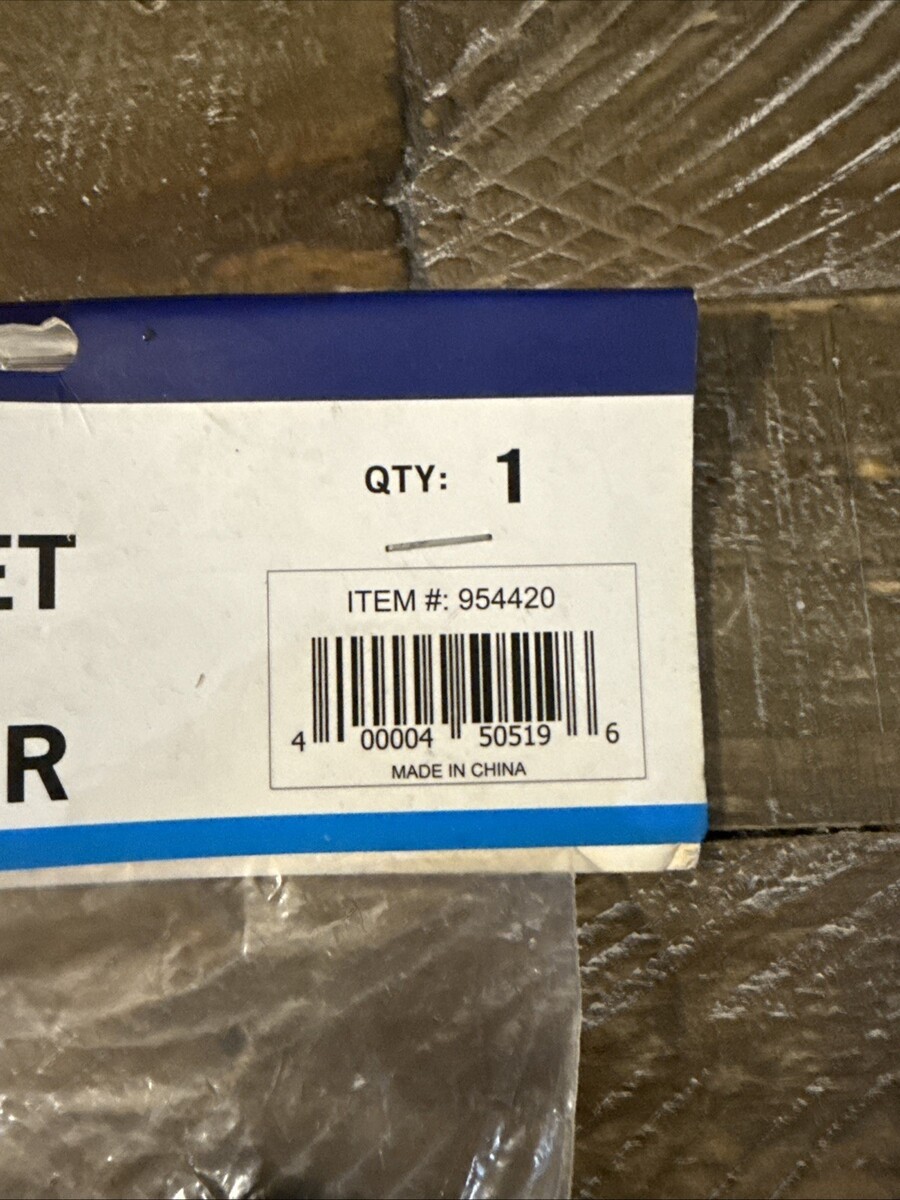 QTY: 1
ET
R
ITEM #: 954420
4 00004 50519 6
MADE IN CHINA